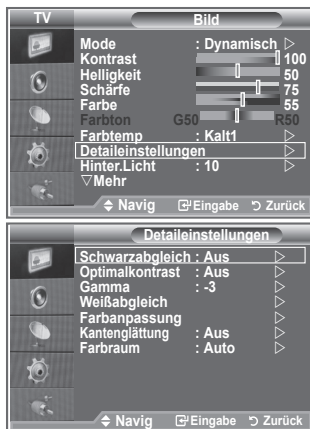 TV Bild
Mode : Dynamisch ▷
Kontrast 100
Helligkeit 50
Schärfe 75
Farbe 55
Farbton G50 R50
Farbtemp : Kalt1 ▷
Detaileinstellungen ▷
Hinter.Licht : 10 ▷
▽Mehr
Navig Eingabe Zurück
Detaileinstellungen
Schwarzabgleich : Aus ▷
Optimalkontrast : Aus ▷
Gamma : -3 ▷
Weißabgleich ▷
Farbanpassung ▷
Kantenglättung : Aus ▷
Farbraum : Auto ▷
Navig Eingabe Zurück